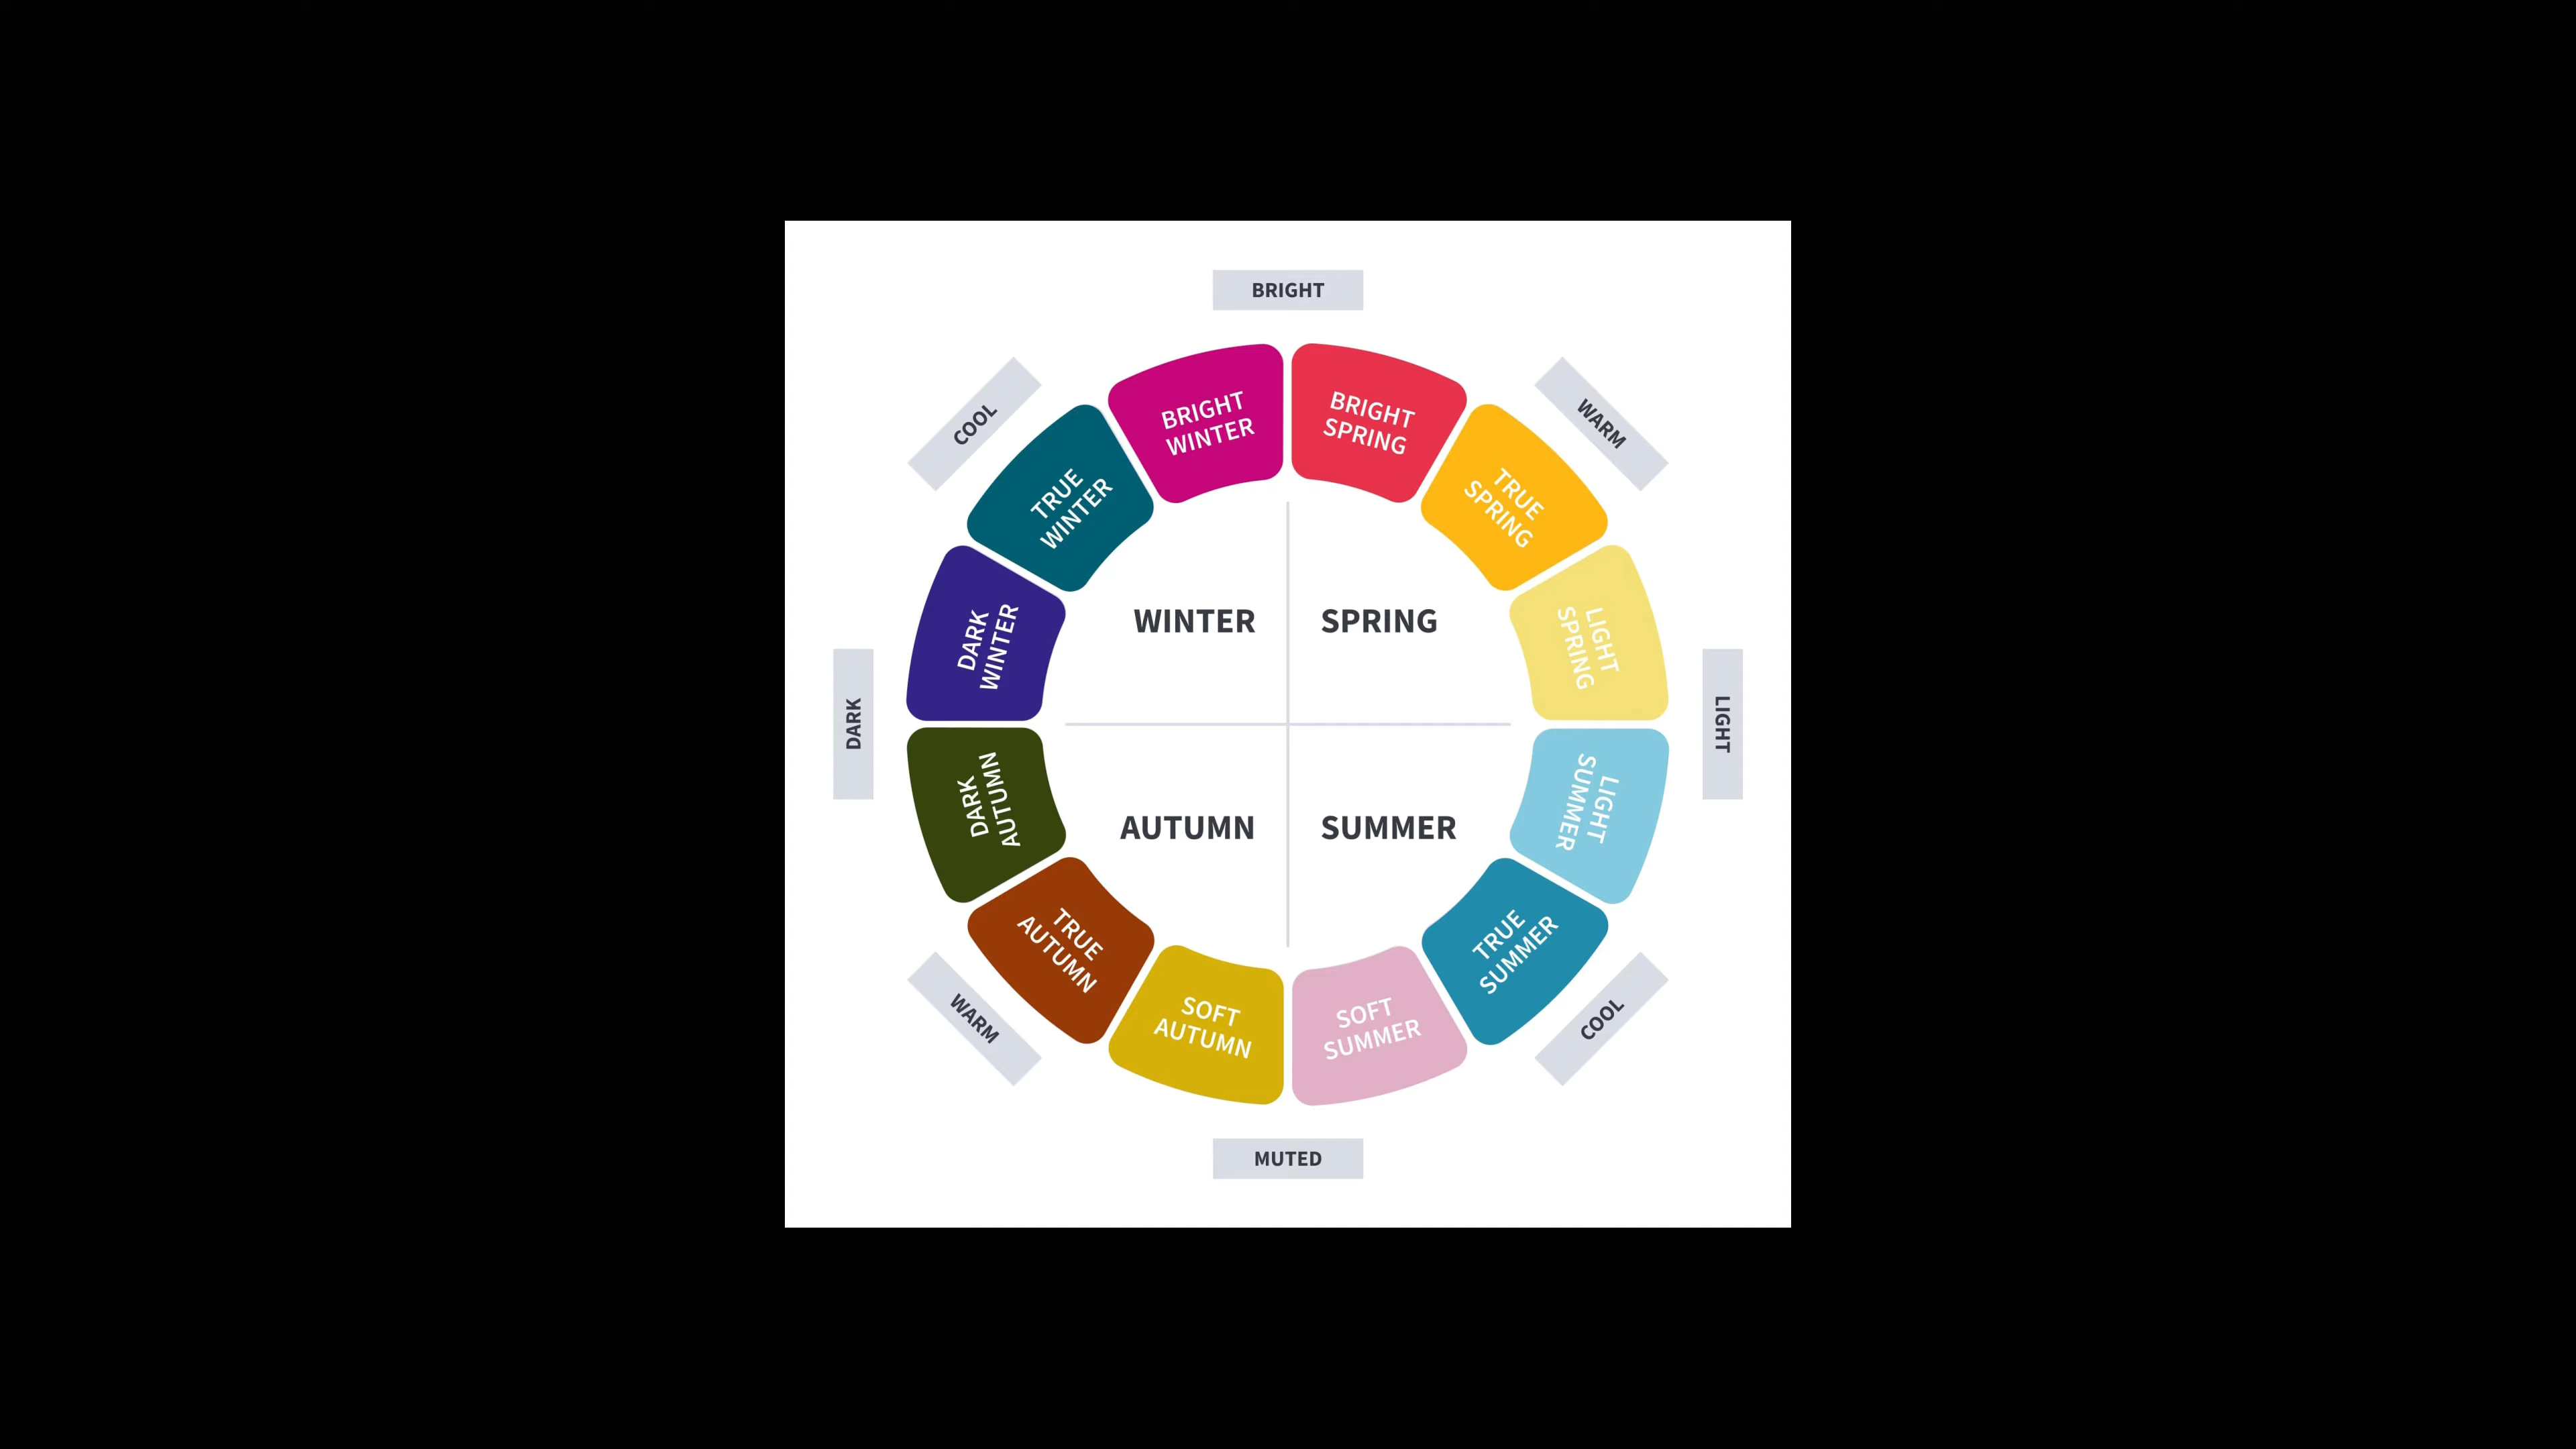 BRIGHT
COOL
WARM
BRIGHT
WINTER
BRIGHT
SPRING
TRUE
WINTER
TRUE
SPRING
DARK
WINTER
LIGHT
SPRING
WINTER
SPRING
DARK
LIGHT
DARK
AUTUMN
LIGHT
SUMMER
AUTUMN
SUMMER
TRUE
AUTUMN
TRUE
SUMMER
SOFT
AUTUMN
SOFT
SUMMER
WARM
COOL
MUTED